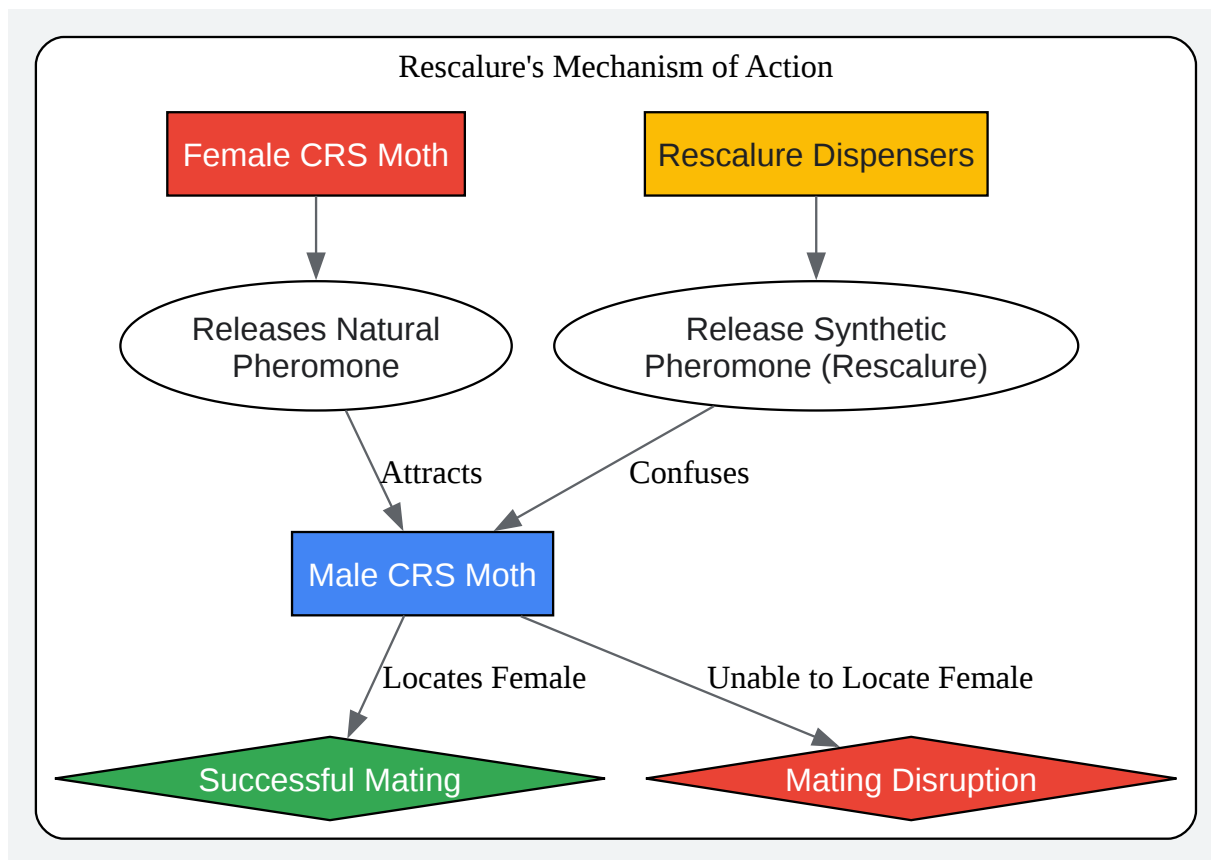 Rescalure's Mechanism of Action
Female CRS Moth
Rescalure Dispensers
Releases Natural
Pheromone
Release Synthetic
Pheromone (Rescalure)
Attracts
Confuses
Male CRS Moth
Locates Female
Unable to Locate Female
Successful Mating
Mating Disruption